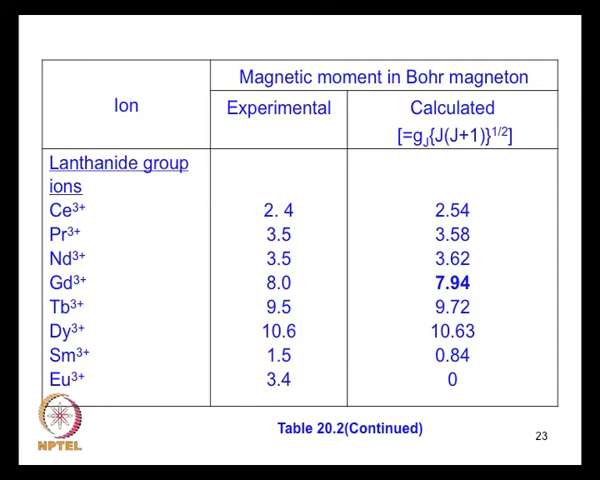 Ion
Magnetic moment in Bohr magneton
Experimental
Calculated
[=gJ{J(J+1)}1/2]
Lanthanide group
ions
Ce3+ 2. 4 2.54
Pr3+ 3.5 3.58
Nd3+ 3.5 3.62
Gd3+ 8.0 7.94
Tb3+ 9.5 9.72
Dy3+ 10.6 10.63
Sm3+ 1.5 0.84
Eu3+ 3.4 0
NPTEL
Table 20.2(Continued)
23